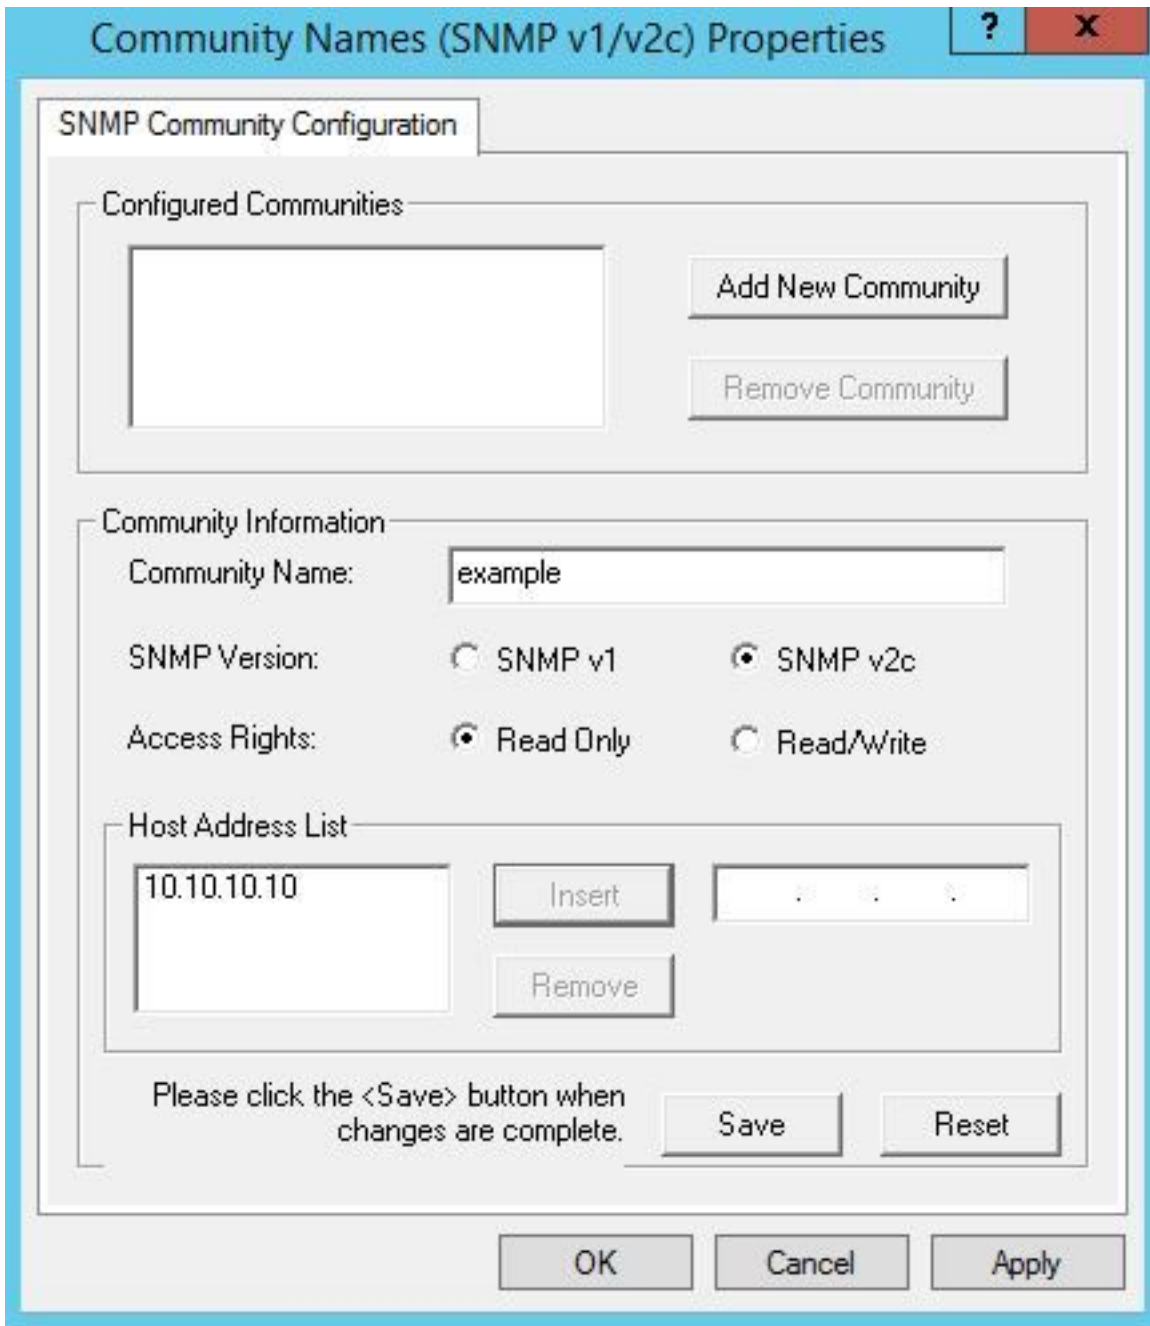 Community Names (SNMP v1/v2c) Properties ? x
SNMP Community Configuration
Configured Communities
Add New Community
Remove Community
Community Information
Community Name: example
SNMP Version: SNMP v1 SNMP v2c
Access Rights: Read Only Read/Write
Host Address List
10.10.10.10 Insert . . .
Remove
Please click the <Save> button when
changes are complete. Save Reset
OK Cancel Apply